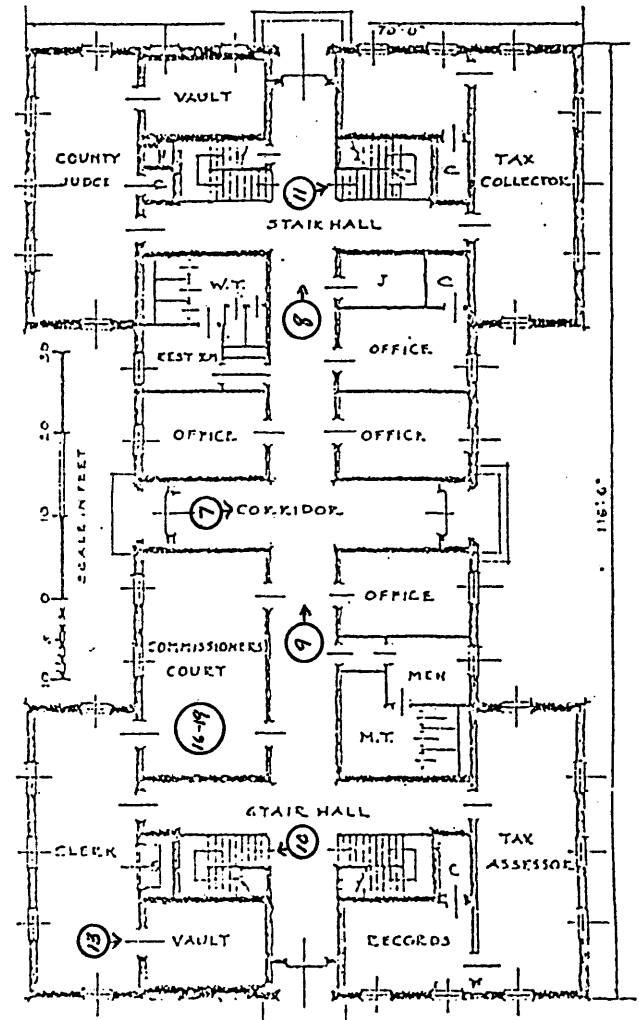 70'-0"
VAULT
COUNTY
JUDGE
C
TAX
COLLECTOR
11
STAIR HALL
W.T.
J
C
8
REST RM
OFFICE
OFFICE
OFFICE
30
20
10
0
5
10
SCALE IN FEET
7
CORRIDOR
116'-6"
OFFICE
9
COMMISSIONERS
COURT
MEN
16-19
M.T.
STAIR HALL
10
CLERK
C
TAX
ASSESSOR
13
VAULT
RECORDS